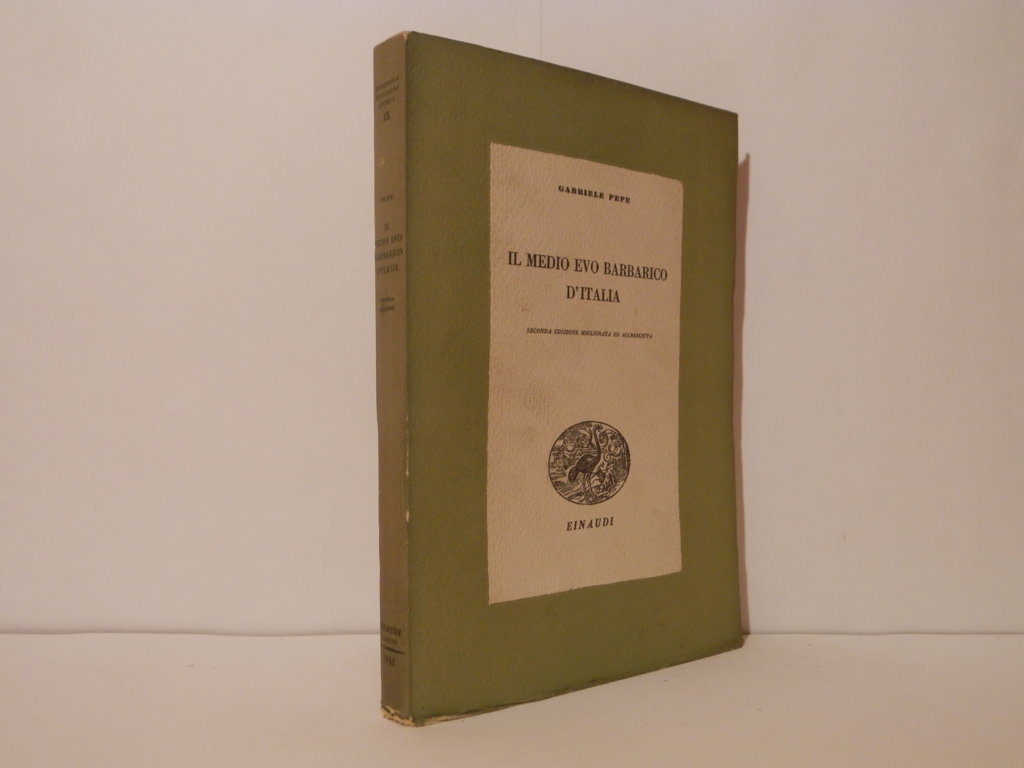 IX
PEPE
IL
MEDIO EVO
BARBARICO
D'ITALIA
EINAUDI
GABRIELE PEPE
IL MEDIO EVO BARBARICO
D'ITALIA
SECONDA EDIZIONE MIGLIORATA ED ACCRESCIUTA
EINAUDI